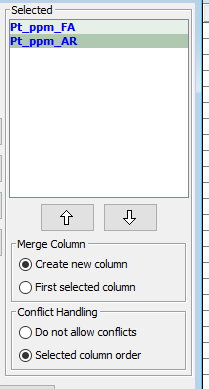 Selected
Pt_ppm_FA
Pt_ppm_AR
Merge Column
Create new column
First selected column
Conflict Handling
Do not allow conflicts
Selected column order